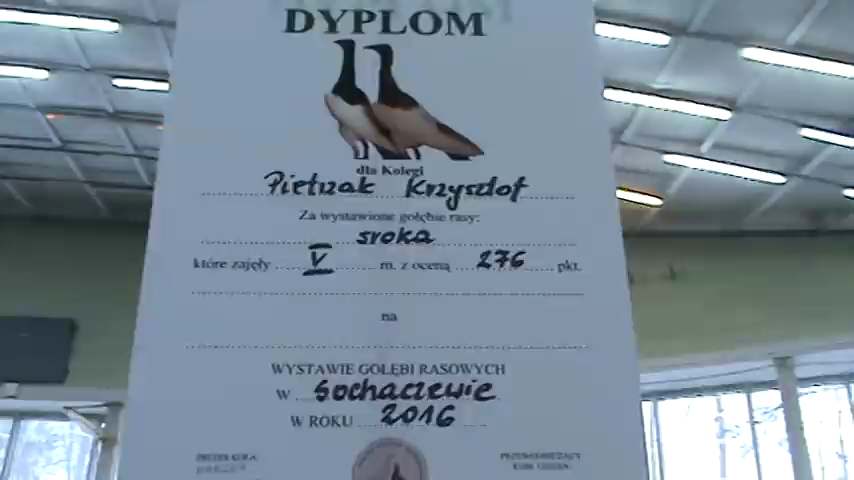 DYPLOM
dla Kolegi
Pietrzak Krzysztof
Za wystawione gołębie rasy:
sroka
które zajęły V m. z oceną 276 pkt.
na
WYSTAWIE GOŁĘBI RASOWYCH
W Sochaczewie
W ROKU 2016